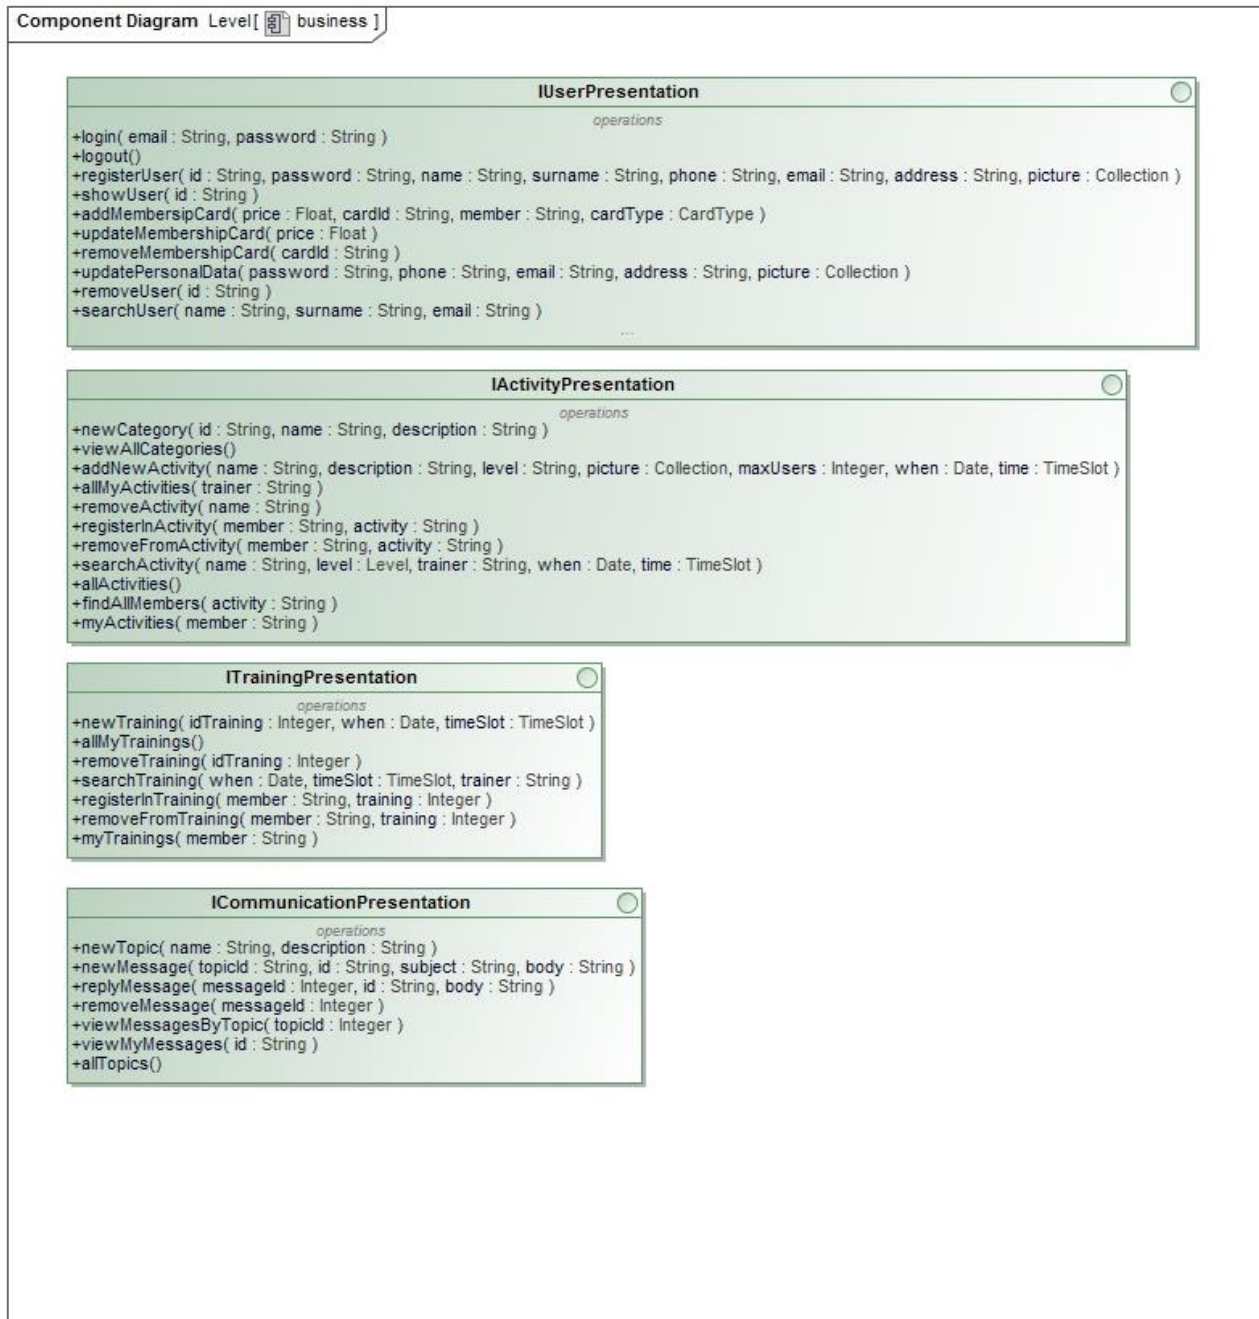 Component Diagram Level[ business ]
IUserPresentation
operations
+login( email : String, password : String )
+logout()
+registerUser( id : String, password : String, name : String, surname : String, phone : String, email : String, address : String, picture : Collection )
+showUser( id : String )
+addMembersipCard( price : Float, cardId : String, member : String, cardType : CardType )
+updateMembershipCard( price : Float )
+removeMembershipCard( cardId : String )
+updatePersonalData( password : String, phone : String, email : String, address : String, picture : Collection )
+removeUser( id : String )
+searchUser( name : String, surname : String, email : String )
...
IActivityPresentation
operations
+newCategory( id : String, name : String, description : String )
+viewAllCategories()
+addNewActivity( name : String, description : String, level : String, picture : Collection, maxUsers : Integer, when : Date, time : TimeSlot )
+allMyActivities( trainer : String )
+removeActivity( name : String )
+registerInActivity( member : String, activity : String )
+removeFromActivity( member : String, activity : String )
+searchActivity( name : String, level : Level, trainer : String, when : Date, time : TimeSlot )
+allActivities()
+findAllMembers( activity : String )
+myActivities( member : String )
ITrainingPresentation
operations
+newTraining( idTraining : Integer, when : Date, timeSlot : TimeSlot )
+allMyTrainings()
+removeTraining( idTraning : Integer )
+searchTraining( when : Date, timeSlot : TimeSlot, trainer : String )
+registerInTraining( member : String, training : Integer )
+removeFromTraining( member : String, training : Integer )
+myTrainings( member : String )
ICommunicationPresentation
operations
+newTopic( name : String, description : String )
+newMessage( topicId : String, id : String, subject : String, body : String )
+replyMessage( messageId : Integer, id : String, body : String )
+removeMessage( messageId : Integer )
+viewMessagesByTopic( topicId : Integer )
+viewMyMessages( id : String )
+allTopics()